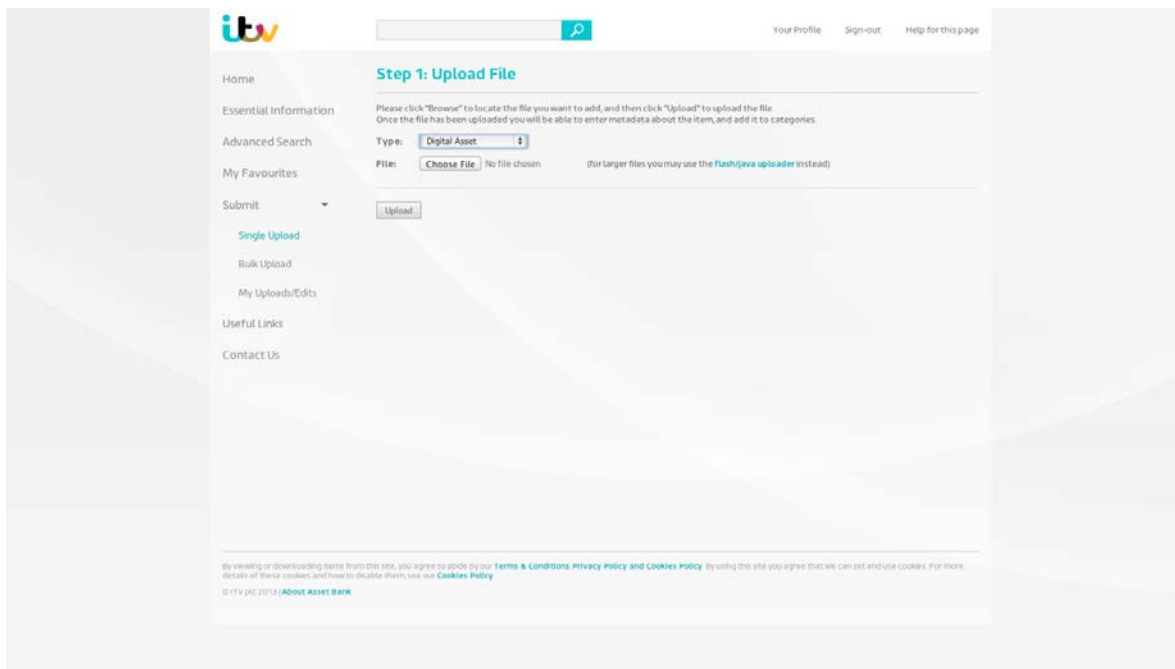 itv
Your Profile Sign-out Help for this page
Home
Essential Information
Advanced Search
My Favourites
Submit
Single Upload
Bulk Upload
My Uploads/Edits
Useful Links
Contact Us
Step 1: Upload File
Please click "Browse" to locate the file you want to add, and then click "Upload" to upload the file.
Once the file has been uploaded you will be able to enter metadata about the item, and add it to categories.
Type: Digital Asset
File: Choose File No file chosen (for larger files you may use the flash/java uploader instead)
Upload
By viewing or downloading items from this site, you agree to abide by our Terms & Conditions, Privacy Policy and Cookies Policy. By using this site you agree that we can set and use cookies. For more
details of these cookies and how to disable them, see our Cookies Policy
© ITV plc 2013 | About Asset Bank